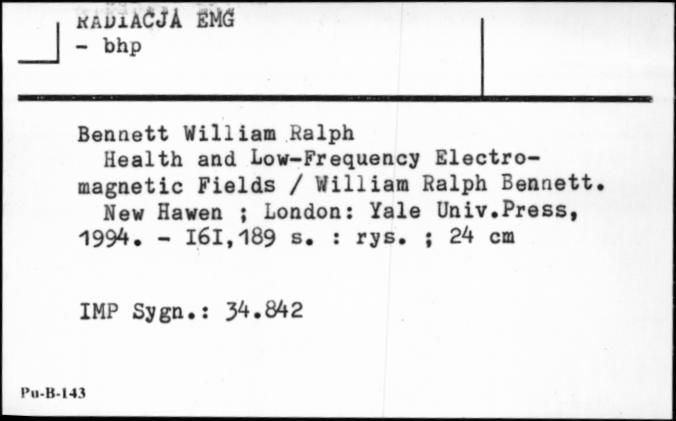 RADIACJA EMG
- bhp
Bennett William Ralph
Health and Low-Frequency Electro-
magnetic Fields / William Ralph Bennett.
New Hawen ; London: Yale Univ.Press,
1994. - I6I,189 s. : rys. ; 24 cm
IMP Sygn.: 34.842
Pu-B-143